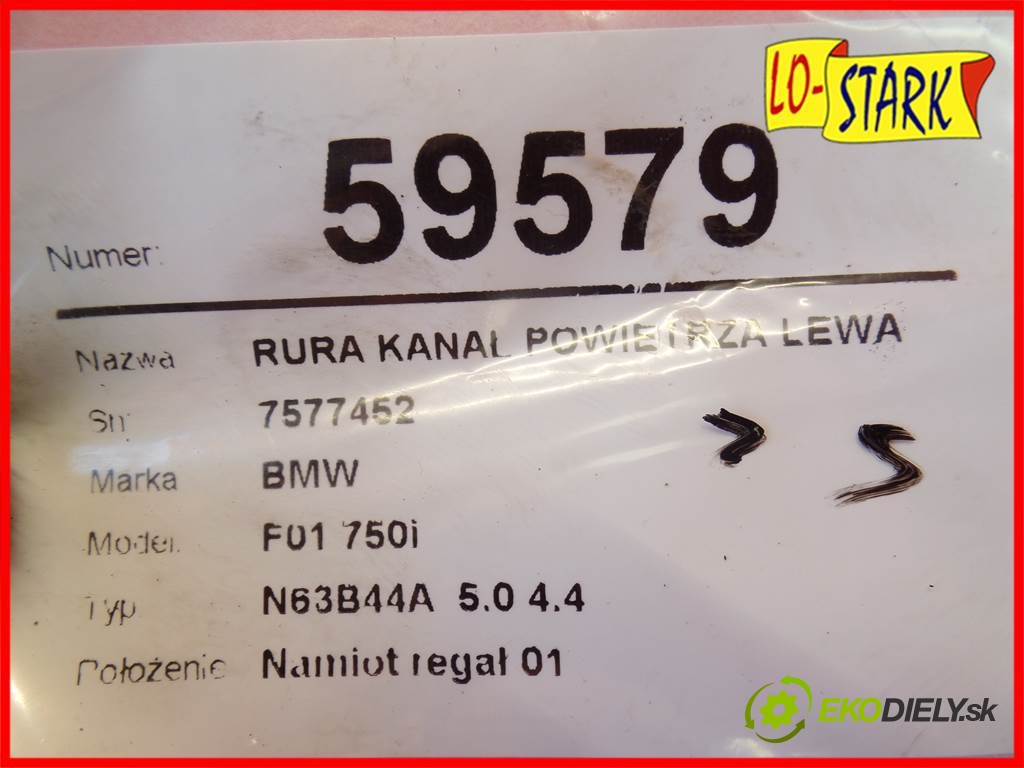 LO-STARK
Numer: 59579
Nazwa RURA KANAŁ POWIETRZA LEWA
Sn 7577452
Marka BMW
Model: F01 750i
Typ N63B44A 5.0 4.4
Położenie Namiot regał 01
EKODIELY.sk